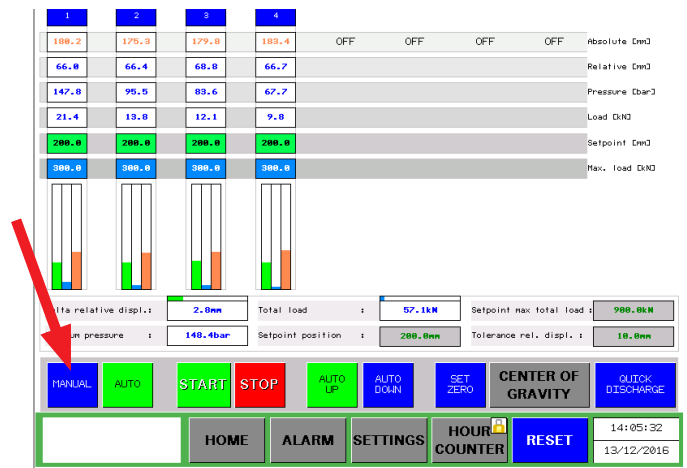 1 2 3 4
180.2 175.3 179.8 183.4 OFF OFF OFF OFF Absolute [mm]
66.0 66.4 68.8 66.7 Relative [mm]
147.8 95.5 83.6 67.7 Pressure [bar]
21.4 13.8 12.1 9.8 Load [kN]
200.0 200.0 200.0 200.0 Setpoint [mm]
300.0 300.0 300.0 300.0 Max. load [kN]
relative displ.: 2.8mm Total load : 57.1kN Setpoint max total load : 900.0kN
pressure : 148.4bar Setpoint position : 200.0mm Tolerance rel. displ. : 10.0mm
MANUAL AUTO START STOP AUTO UP AUTO DOWN SET ZERO CENTER OF GRAVITY QUICK DISCHARGE
HOME ALARM SETTINGS HOUR COUNTER RESET 14:05:32
13/12/2016